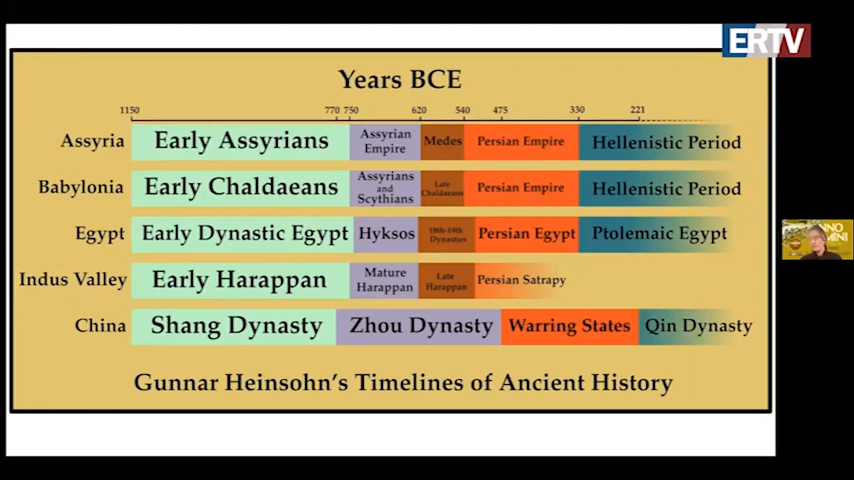 ERTV
Years BCE
1150 770 750 620 540 475 330 221
Assyria Early Assyrians Assyrian Empire Medes Persian Empire Hellenistic Period
Babylonia Early Chaldaeans Assyrians and Scythians Late Chaldaeans Persian Empire Hellenistic Period
Egypt Early Dynastic Egypt Hyksos 18th-19th Dynasties Persian Egypt Ptolemaic Egypt
Indus Valley Early Harappan Mature Harappan Late Harappan Persian Satrapy
China Shang Dynasty Zhou Dynasty Warring States Qin Dynasty
Gunnar Heinsohn's Timelines of Ancient History